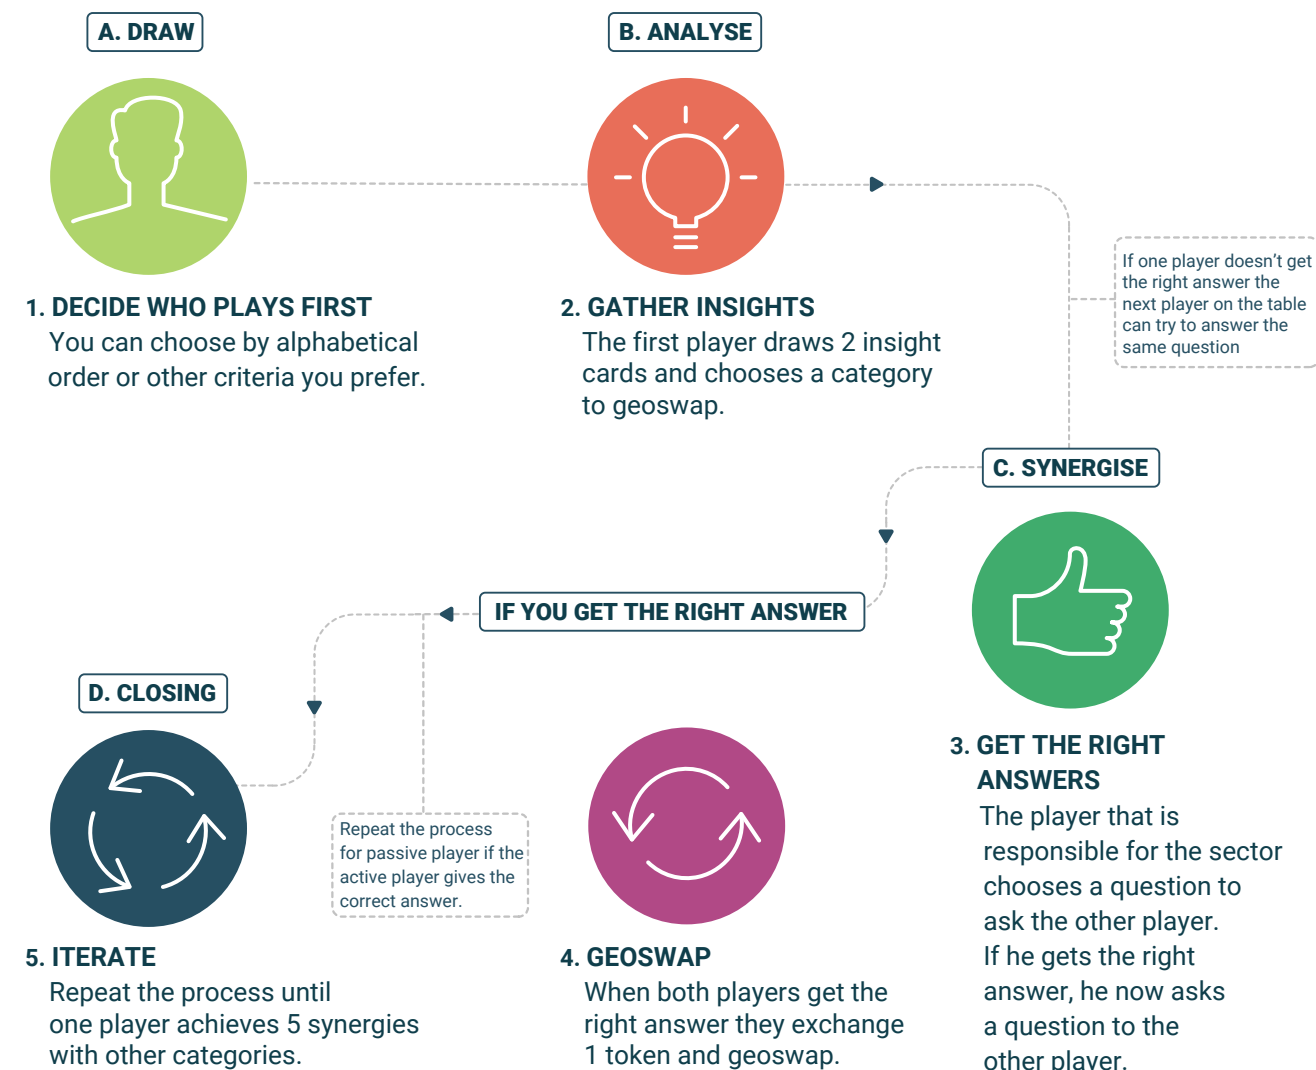 A. DRAW
B. ANALYSE
1. DECIDE WHO PLAYS FIRST
You can choose by alphabetical
order or other criteria you prefer.
2. GATHER INSIGHTS
The first player draws 2 insight
cards and chooses a category
to geoswap.
If one player doesn't get
the right answer the
next player on the table
can try to answer the
same question
C. SYNERGISE
IF YOU GET THE RIGHT ANSWER
3. GET THE RIGHT
ANSWERS
The player that is
responsible for the sector
chooses a question to
ask the other player.
If he gets the right
answer, he now asks
a question to the
other player.
D. CLOSING
Repeat the process
for passive player if the
active player gives the
correct answer.
4. GEOSWAP
When both players get the
right answer they exchange
1 token and geoswap.
5. ITERATE
Repeat the process until
one player achieves 5 synergies
with other categories.